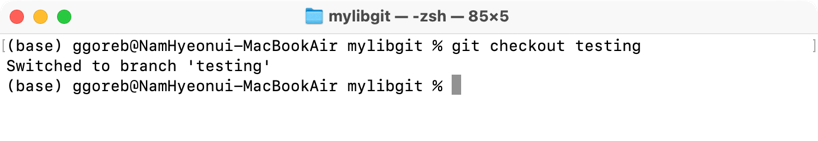 mylibgit — -zsh — 85×5
(base) ggoreb@NamHyeonui-MacBookAir mylibgit % git checkout testing
Switched to branch 'testing'
(base) ggoreb@NamHyeonui-MacBookAir mylibgit %